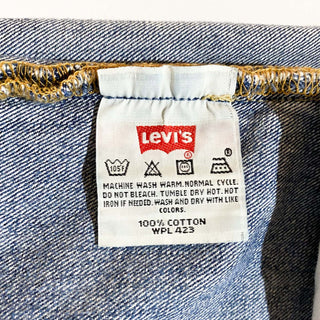 LEVI'S
105°F
MACHINE WASH WARM. NORMAL CYCLE.
DO NOT BLEACH. TUMBLE DRY HOT. HOT
IRON IF NEEDED. WASH AND DRY WITH LIKE
COLORS.
100% COTTON
WPL 423